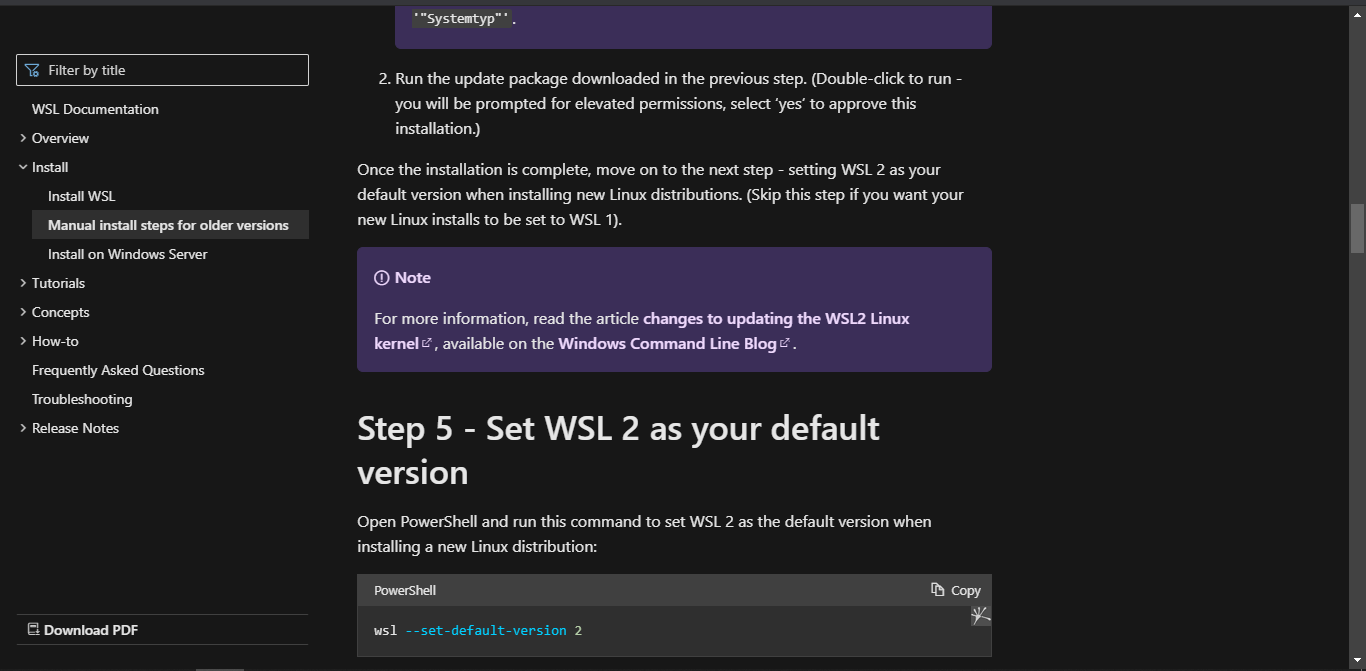 '"Systemtyp"'.
Filter by title
WSL Documentation
Overview
Install
Install WSL
Manual install steps for older versions
Install on Windows Server
Tutorials
Concepts
How-to
Frequently Asked Questions
Troubleshooting
Release Notes
Download PDF
2. Run the update package downloaded in the previous step. (Double-click to run -
you will be prompted for elevated permissions, select ‘yes’ to approve this
installation.)
Once the installation is complete, move on to the next step - setting WSL 2 as your
default version when installing new Linux distributions. (Skip this step if you want your
new Linux installs to be set to WSL 1).
Note
For more information, read the article changes to updating the WSL2 Linux
kernel, available on the Windows Command Line Blog.
Step 5 - Set WSL 2 as your default
version
Open PowerShell and run this command to set WSL 2 as the default version when
installing a new Linux distribution:
PowerShell
Copy
wsl --set-default-version 2